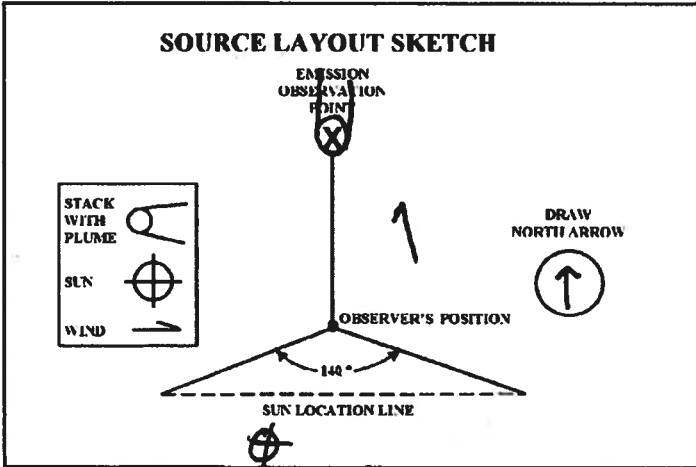 SOURCE LAYOUT SKETCH
EMISSION
OBSERVATION
POINT
X
STACK
WITH
PLUME
SUN
WIND
DRAW
NORTH ARROW
OBSERVER'S POSITION
140°
SUN LOCATION LINE